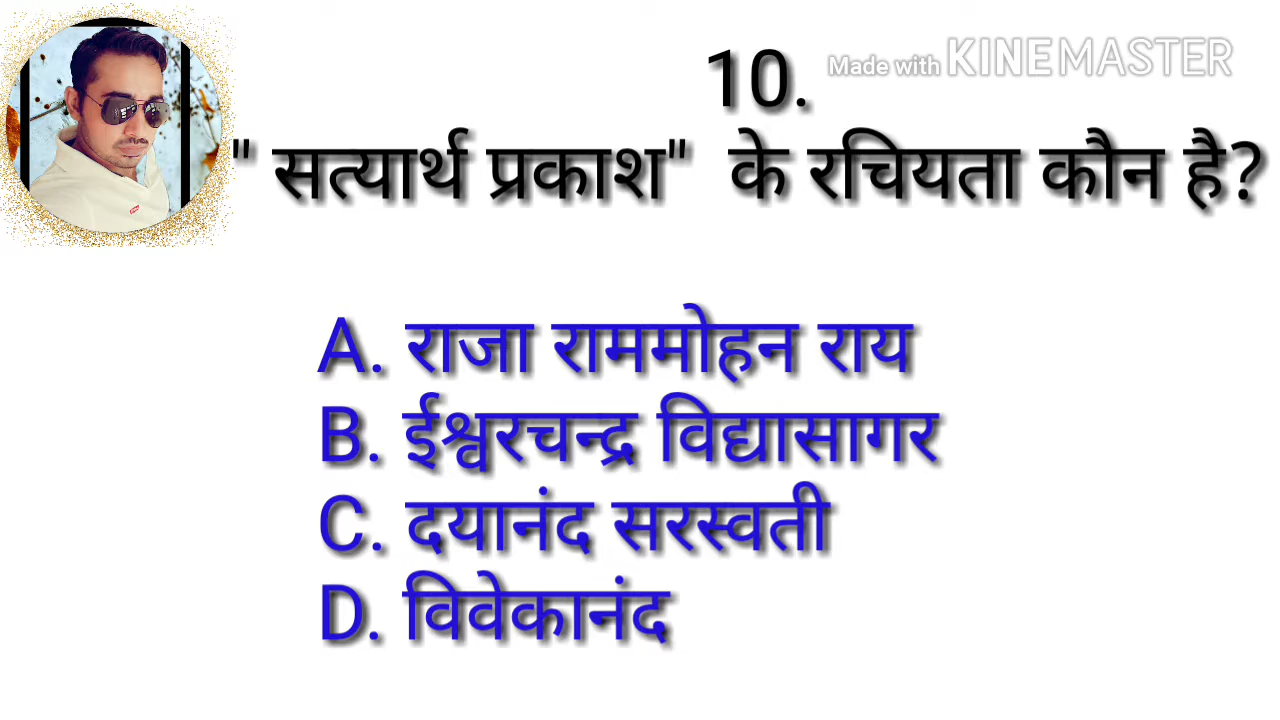 10.
Made with KINEMASTER
" सत्यार्थ प्रकाश" के रचियता कौन है?
A. राजा राममोहन राय
B. ईश्वरचन्द्र विद्यासागर
C. दयानंद सरस्वती
D. विवेकानंद